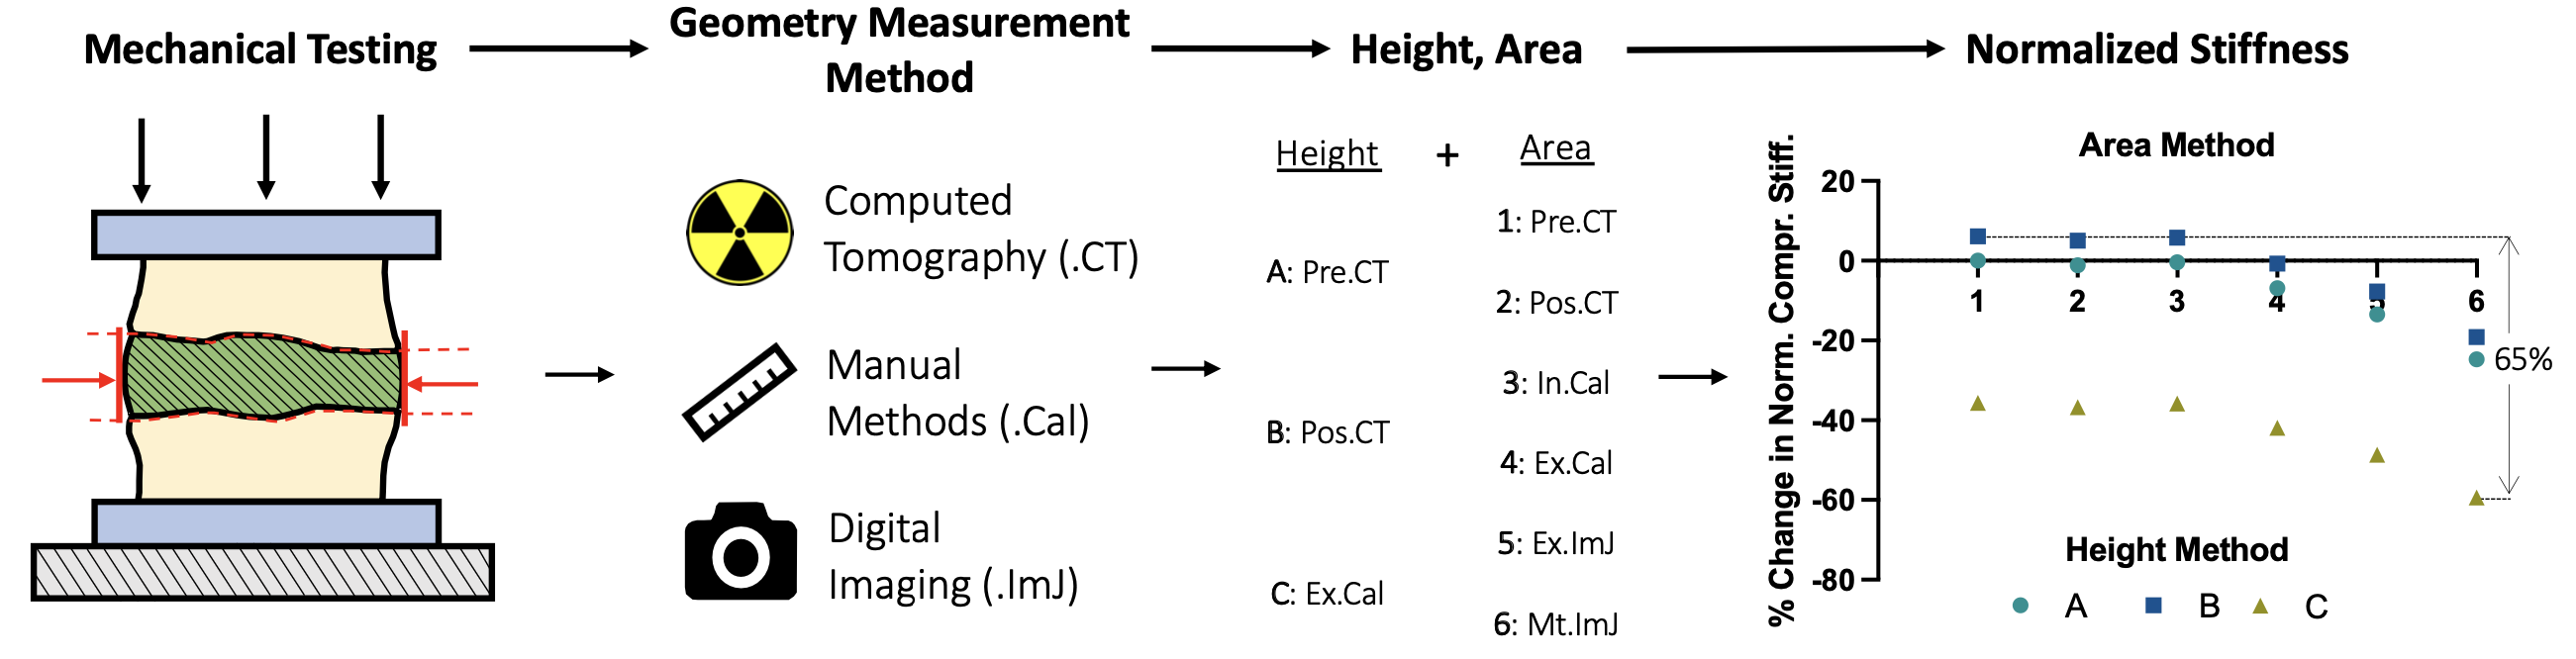 Mechanical Testing
Geometry Measurement
Method
Height, Area
Normalized Stiffness
Computed
Tomography (.CT)
Manual
Methods (.Cal)
Digital
Imaging (.ImJ)
Height + Area
A: Pre.CT
B: Pos.CT
C: Ex.Cal
1: Pre.CT
2: Pos.CT
3: In.Cal
4: Ex.Cal
5: Ex.ImJ
6: Mt.ImJ
% Change in Norm. Compr. Stiff.
Area Method
20
0
-20
-40
-60
-80
1 2 3 4 5 6
65%
Height Method
A B C